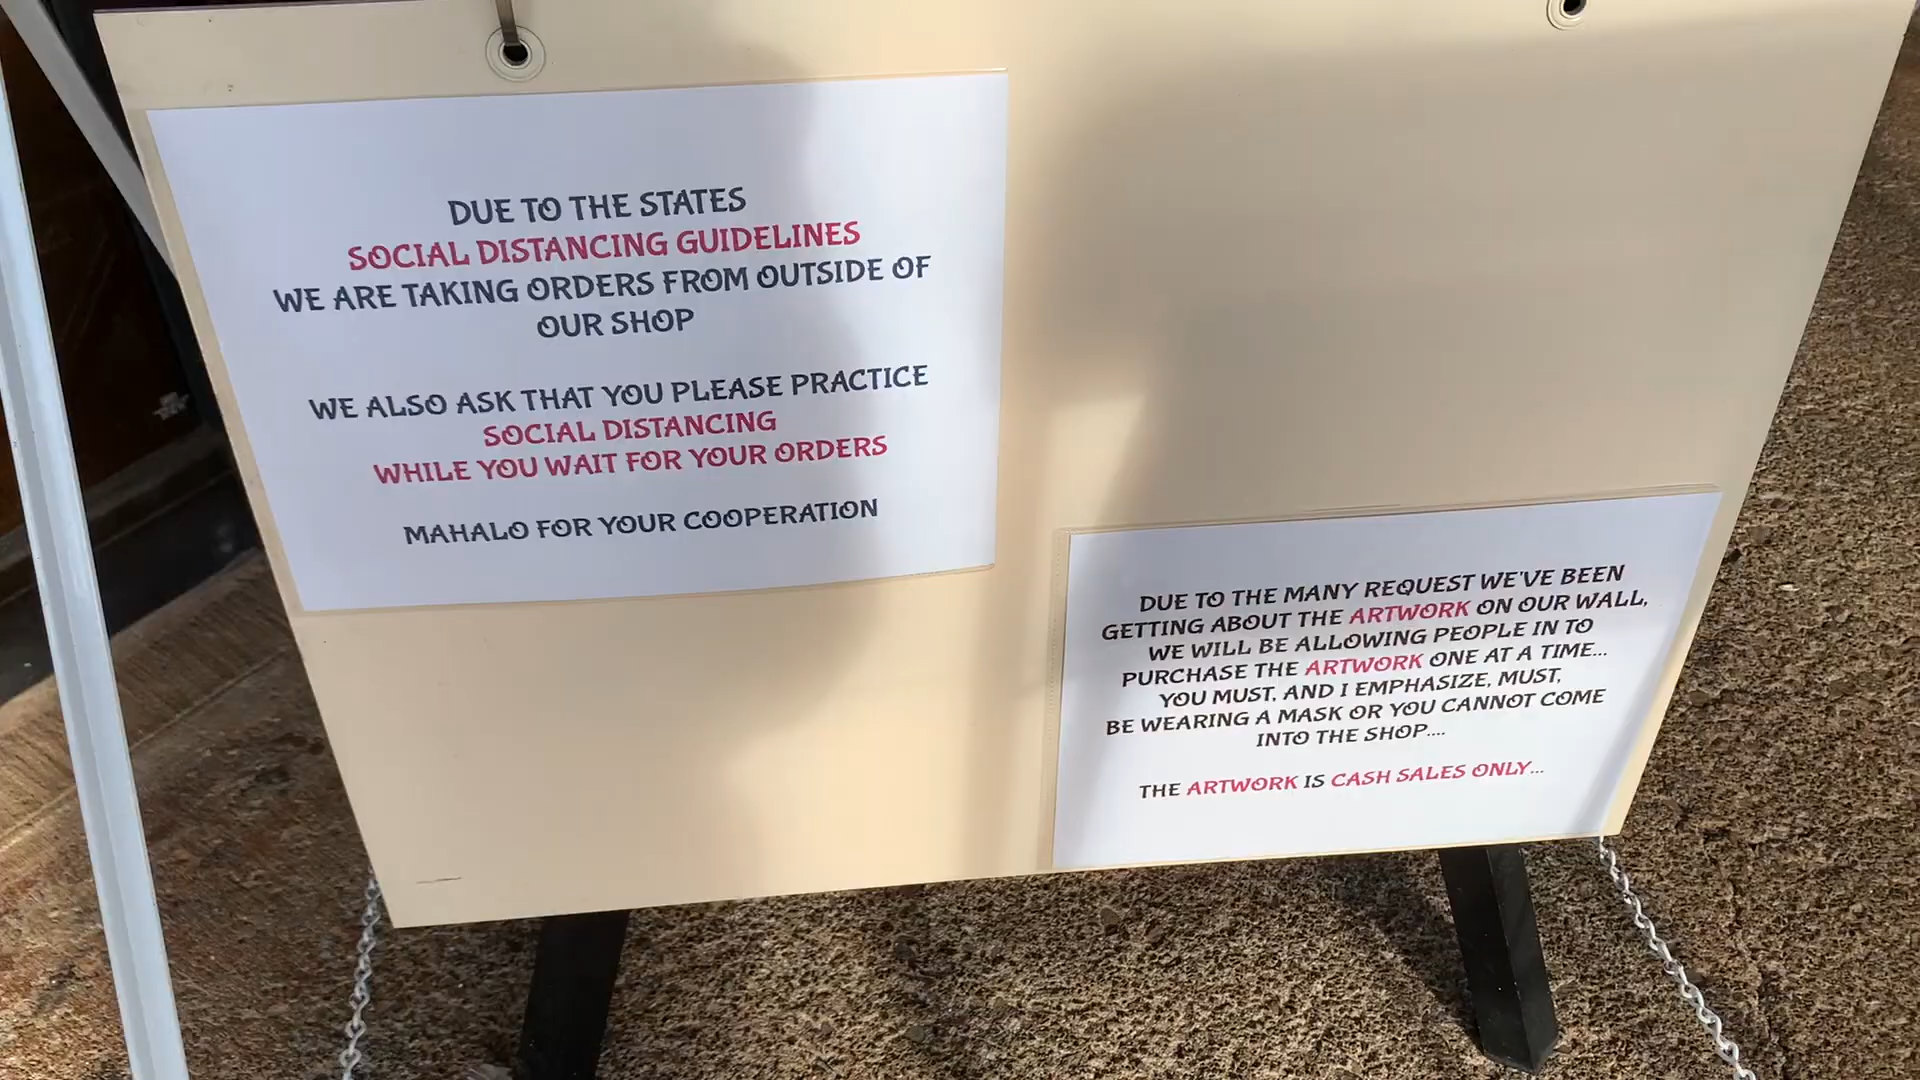 DUE TO THE STATES
SOCIAL DISTANCING GUIDELINES
WE ARE TAKING ORDERS FROM OUTSIDE OF
OUR SHOP
WE ALSO ASK THAT YOU PLEASE PRACTICE
SOCIAL DISTANCING
WHILE YOU WAIT FOR YOUR ORDERS
MAHALO FOR YOUR COOPERATION
DUE TO THE MANY REQUEST WE'VE BEEN
GETTING ABOUT THE ARTWORK ON OUR WALL,
WE WILL BE ALLOWING PEOPLE IN TO
PURCHASE THE ARTWORK ONE AT A TIME...
YOU MUST, AND I EMPHASIZE, MUST,
BE WEARING A MASK OR YOU CANNOT COME
INTO THE SHOP....
THE ARTWORK IS CASH SALES ONLY...